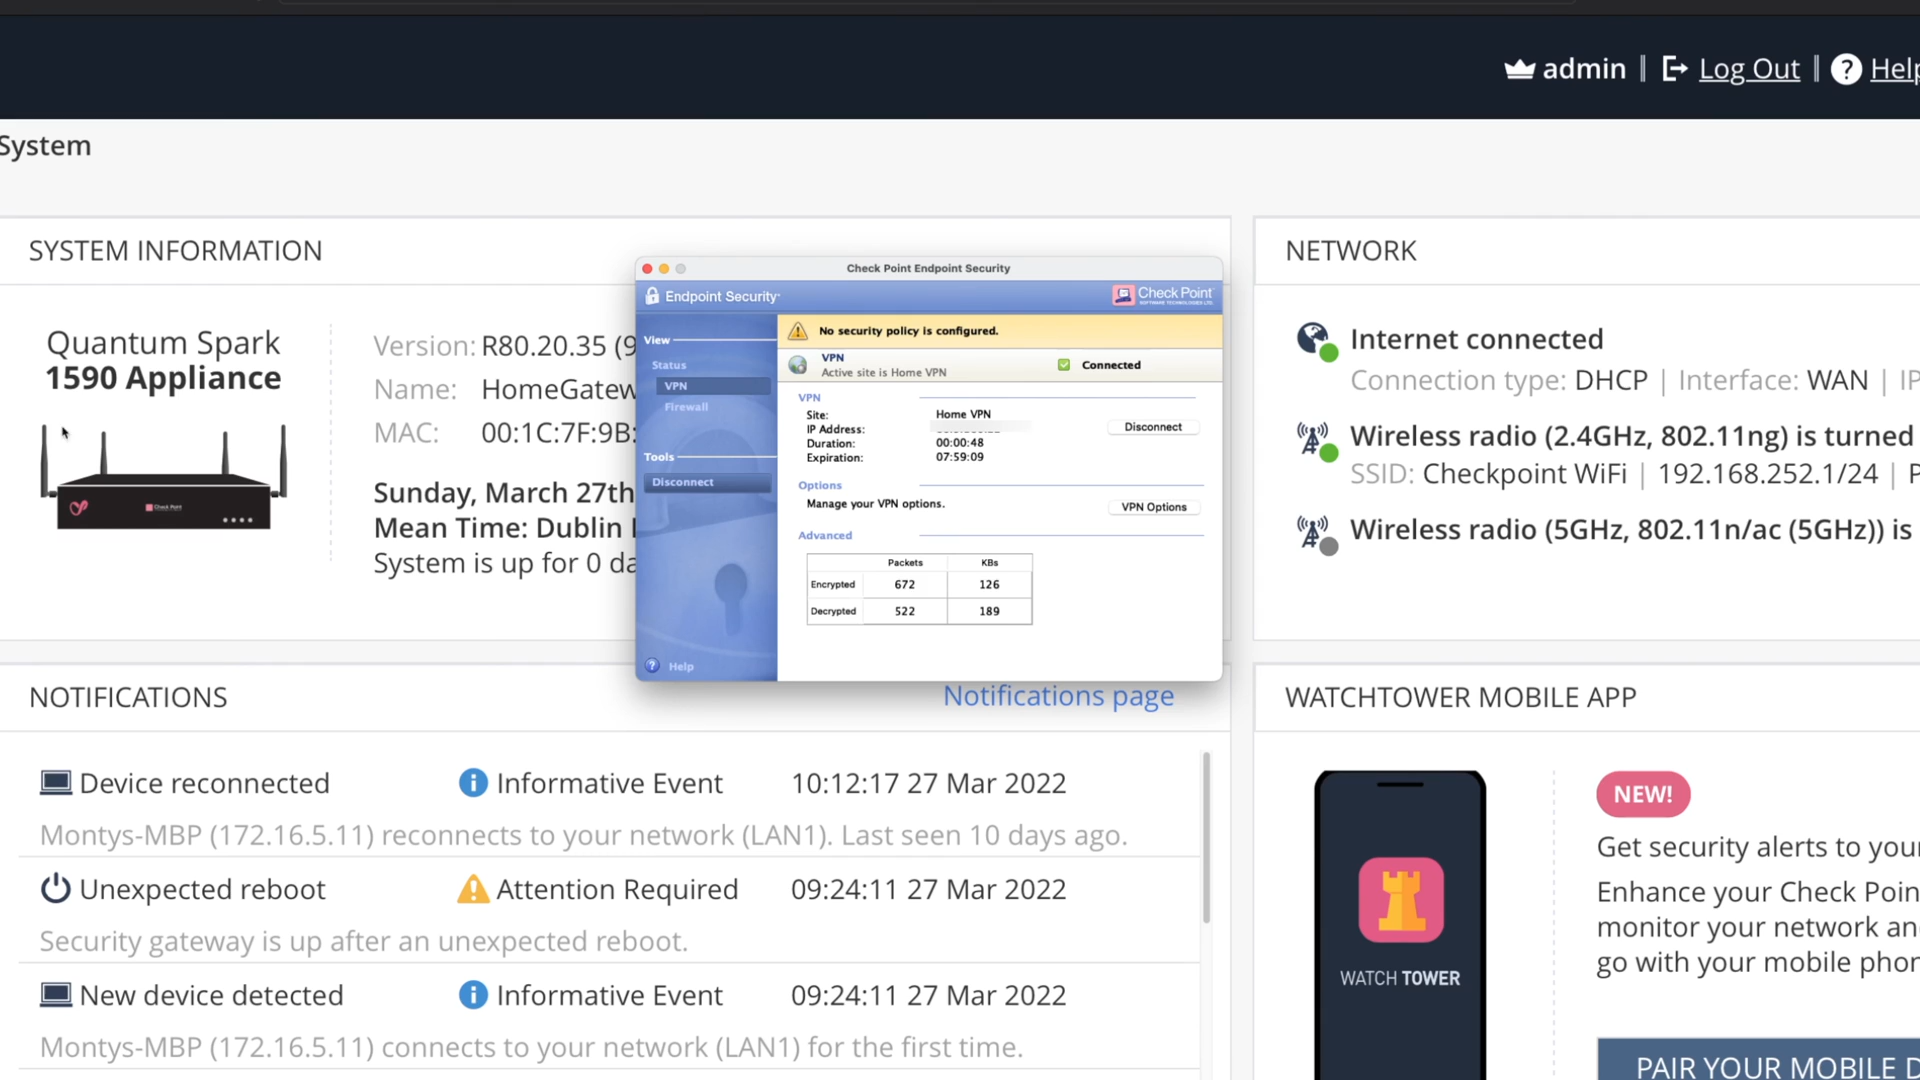 admin | Log Out | Help
System
SYSTEM INFORMATION
Quantum Spark
1590 Appliance
Check Point
Version: R80.20.35 (9
Name: HomeGatew
MAC: 00:1C:7F:9B:
Sunday, March 27th
Mean Time: Dublin
System is up for 0 da
Check Point Endpoint Security
Endpoint Security
Check Point
SOFTWARE TECHNOLOGIES LTD.
View
Status
VPN
Firewall
Tools
Disconnect
Help
No security policy is configured.
VPN
Active site is Home VPN
Connected
VPN
Site: Home VPN
IP Address:
Duration: 00:00:48
Expiration: 07:59:09
Disconnect
Options
Manage your VPN options.
VPN Options
Advanced
Packets KBs
Encrypted 672 126
Decrypted 522 189
NETWORK
Internet connected
Connection type: DHCP | Interface: WAN | IP
Wireless radio (2.4GHz, 802.11ng) is turned
SSID: Checkpoint WiFi | 192.168.252.1/24 | P
Wireless radio (5GHz, 802.11n/ac (5GHz)) is
NOTIFICATIONS
Notifications page
Device reconnected Informative Event 10:12:17 27 Mar 2022
Montys-MBP (172.16.5.11) reconnects to your network (LAN1). Last seen 10 days ago.
Unexpected reboot Attention Required 09:24:11 27 Mar 2022
Security gateway is up after an unexpected reboot.
New device detected Informative Event 09:24:11 27 Mar 2022
Montys-MBP (172.16.5.11) connects to your network (LAN1) for the first time.
WATCHTOWER MOBILE APP
WATCH TOWER
NEW!
Get security alerts to your
Enhance your Check Poin
monitor your network an
go with your mobile phon
PAIR YOUR MOBILE D